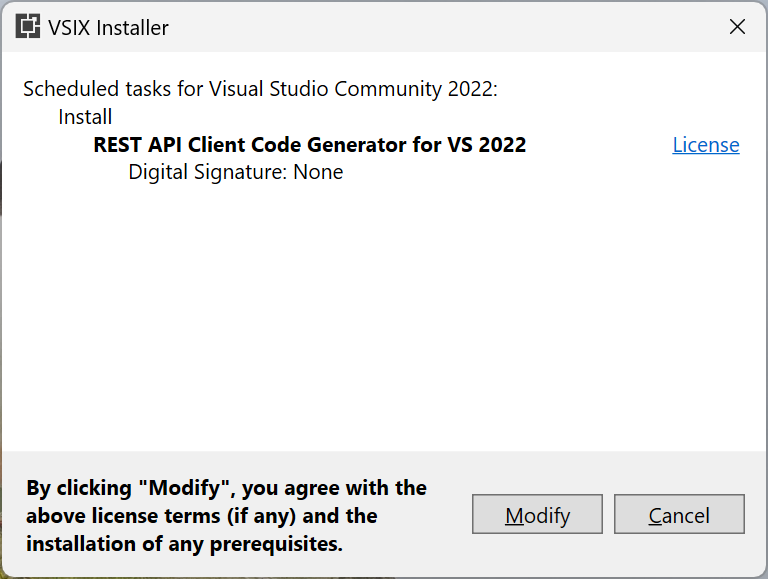 VSIX Installer
Scheduled tasks for Visual Studio Community 2022:
Install
REST API Client Code Generator for VS 2022 License
Digital Signature: None
By clicking "Modify", you agree with the
above license terms (if any) and the
installation of any prerequisites.
Modify Cancel